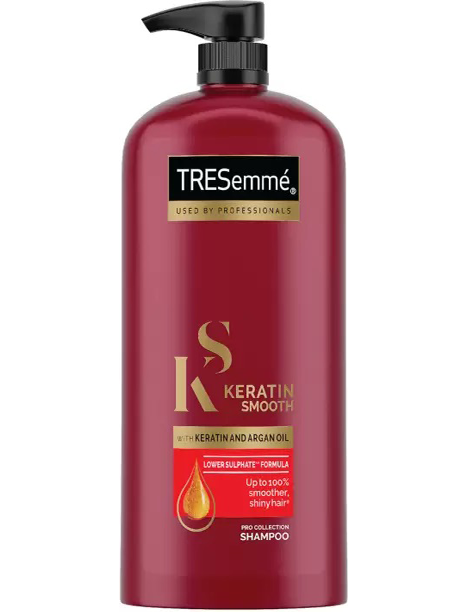 TRESemmé®
USED BY PROFESSIONALS
KS
KERATIN
SMOOTH
WITH KERATIN AND ARGAN OIL
LOWER SULPHATE™ FORMULA
Up to 100%
smoother,
shiny hair*
PRO COLLECTION
SHAMPOO